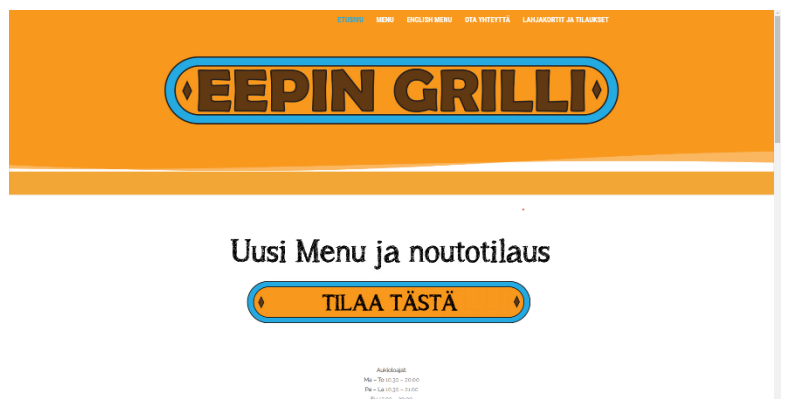 ETUSIVU MENU ENGLISH MENU OTA YHTEYTTÄ LAHJAKORTIT JA TILAUKSET
EEPIN GRILLI
Uusi Menu ja noutotilaus
TILAA TÄSTÄ
Aukioloajat:
Ma – To 10:30 – 20:00
Pe – La 10:30 – 21:00